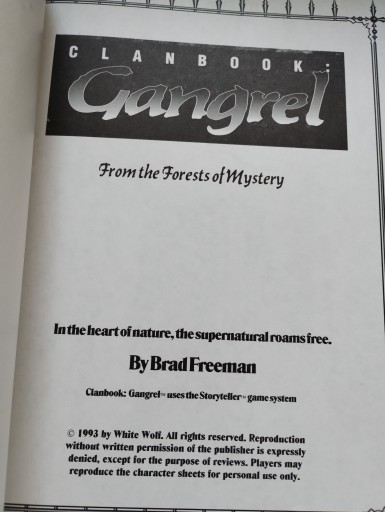 CLANBOOK:
Gangrel
From the Forests of Mystery
In the heart of nature, the supernatural roams free.
By Brad Freeman
Clanbook: Gangrel™ uses the Storyteller™ game system
© 1993 by White Wolf. All rights reserved. Reproduction
without written permission of the publisher is expressly
denied, except for the purpose of reviews. Players may
reproduce the character sheets for personal use only.